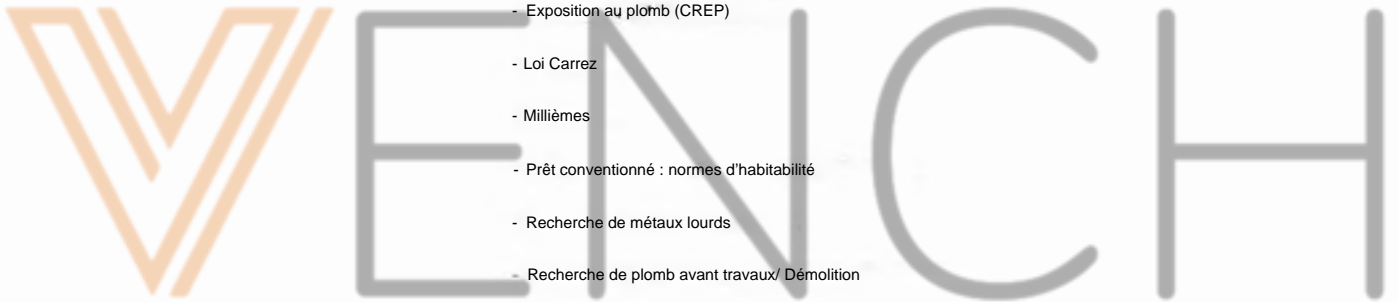 - Exposition au plomb (CREP)
- Loi Carrez
- Millièmes
- Prêt conventionné : normes d'habitabilité
- Recherche de métaux lourds
- Recherche de plomb avant travaux/ Démolition
VENCH